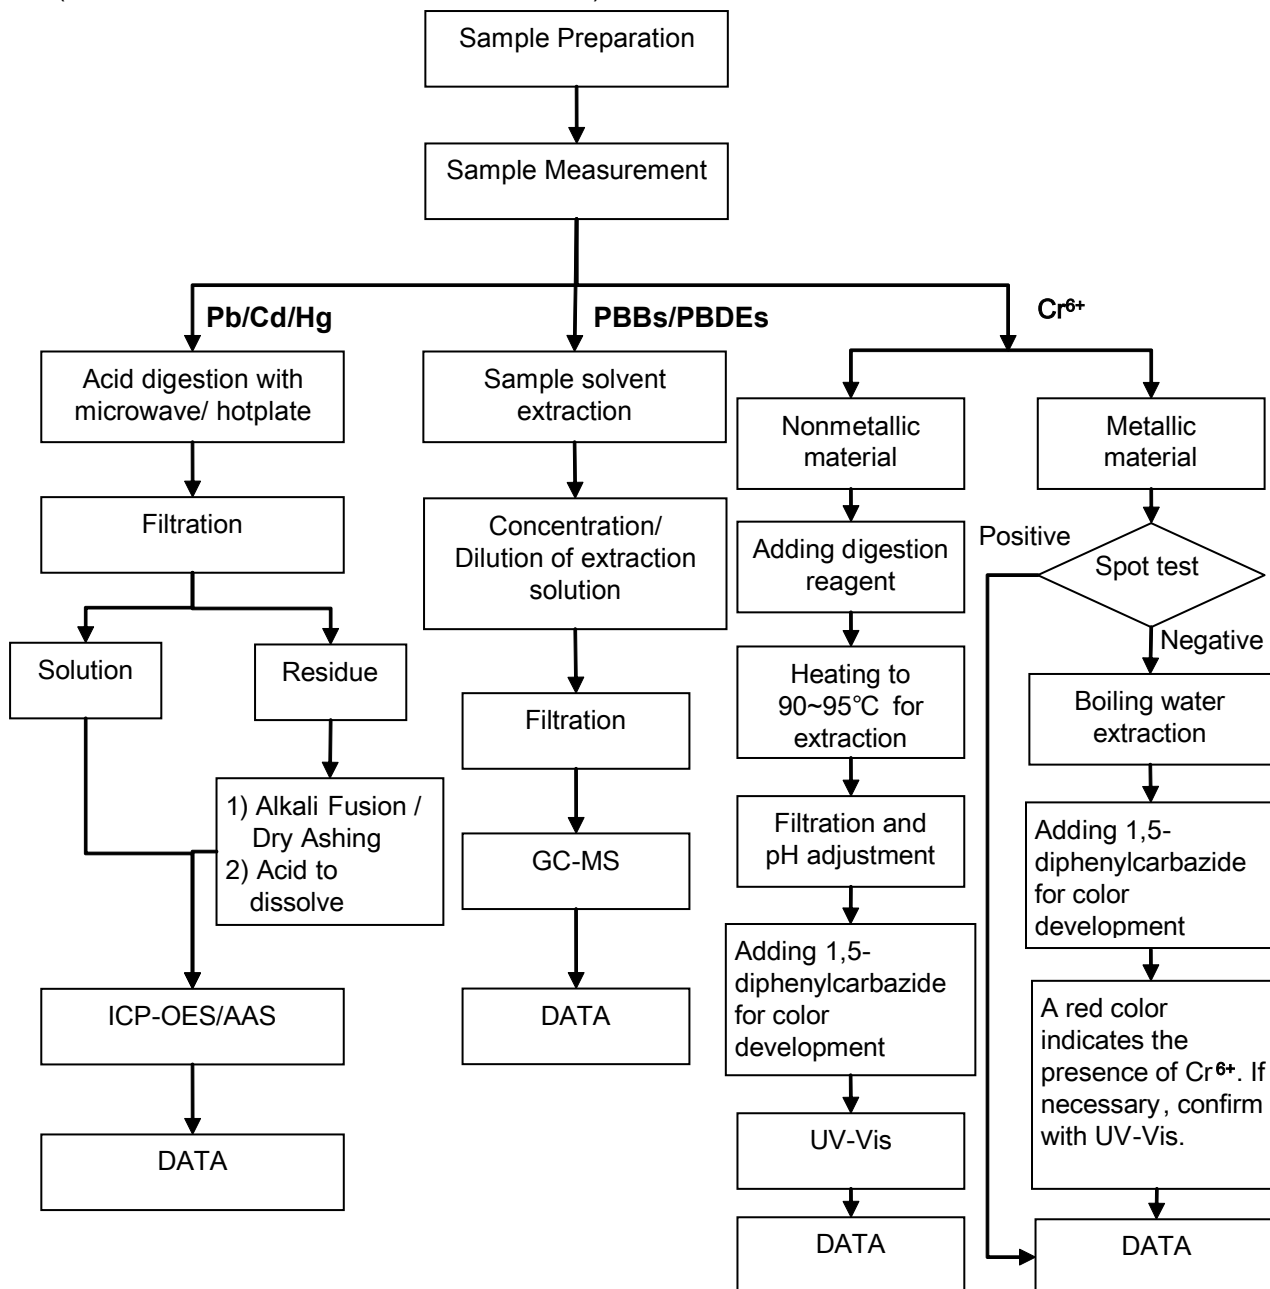 Sample Preparation
Sample Measurement
Pb/Cd/Hg
PBBs/PBDEs
Cr⁶⁺
Acid digestion with
microwave/ hotplate
Filtration
Solution
Residue
1) Alkali Fusion /
Dry Ashing
2) Acid to
dissolve
ICP-OES/AAS
DATA
Sample solvent
extraction
Concentration/
Dilution of extraction
solution
Filtration
GC-MS
DATA
Nonmetallic
material
Adding digestion
reagent
Heating to
90~95℃ for
extraction
Filtration and
pH adjustment
Adding 1,5-
diphenylcarbazide
for color
development
UV-Vis
DATA
Metallic
material
Positive
Spot test
Negative
Boiling water
extraction
Adding 1,5-
diphenylcarbazide
for color
development
A red color
indicates the
presence of Cr⁶⁺. If
necessary, confirm
with UV-Vis.
DATA